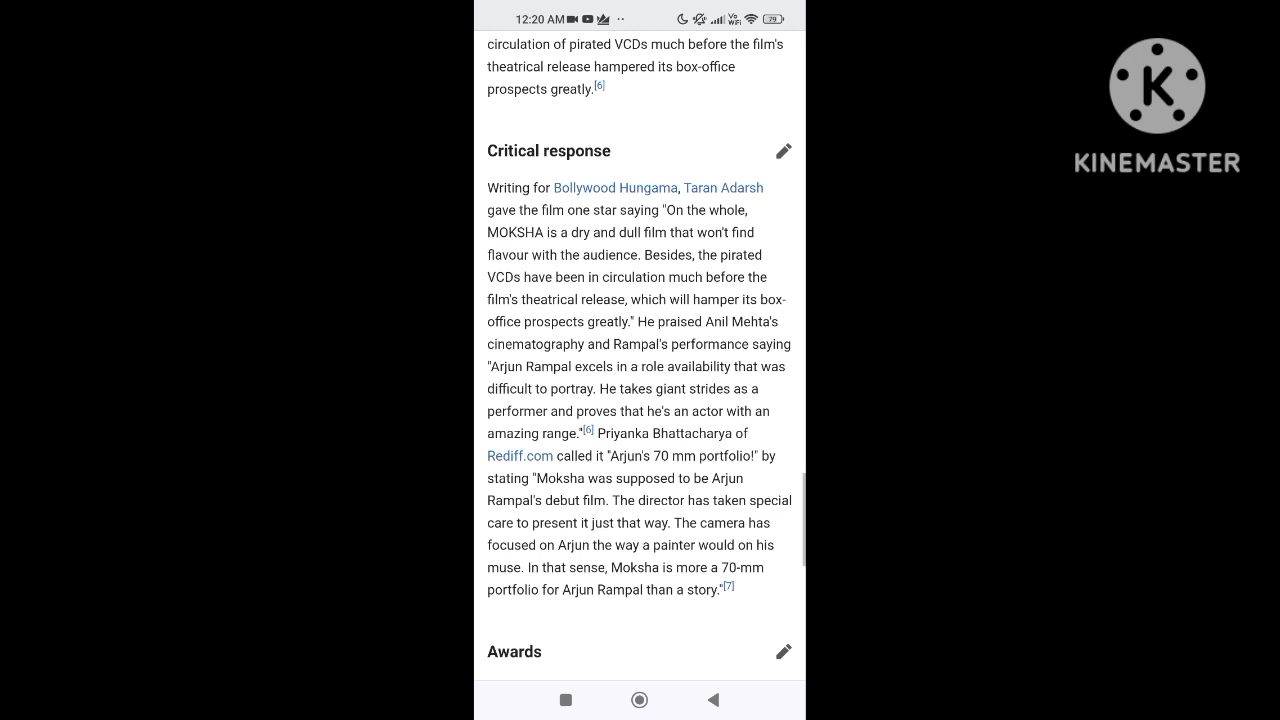 12:20 AM
Vo
WiFi
79
circulation of pirated VCDs much before the film's
theatrical release hampered its box-office
prospects greatly.[6]
Critical response
Writing for Bollywood Hungama, Taran Adarsh
gave the film one star saying "On the whole,
MOKSHA is a dry and dull film that won't find
flavour with the audience. Besides, the pirated
VCDs have been in circulation much before the
film's theatrical release, which will hamper its box-
office prospects greatly." He praised Anil Mehta's
cinematography and Rampal's performance saying
"Arjun Rampal excels in a role availability that was
difficult to portray. He takes giant strides as a
performer and proves that he's an actor with an
amazing range."[6] Priyanka Bhattacharya of
Rediff.com called it "Arjun's 70 mm portfolio!" by
stating "Moksha was supposed to be Arjun
Rampal's debut film. The director has taken special
care to present it just that way. The camera has
focused on Arjun the way a painter would on his
muse. In that sense, Moksha is more a 70-mm
portfolio for Arjun Rampal than a story."[7]
Awards
K
KINEMASTER